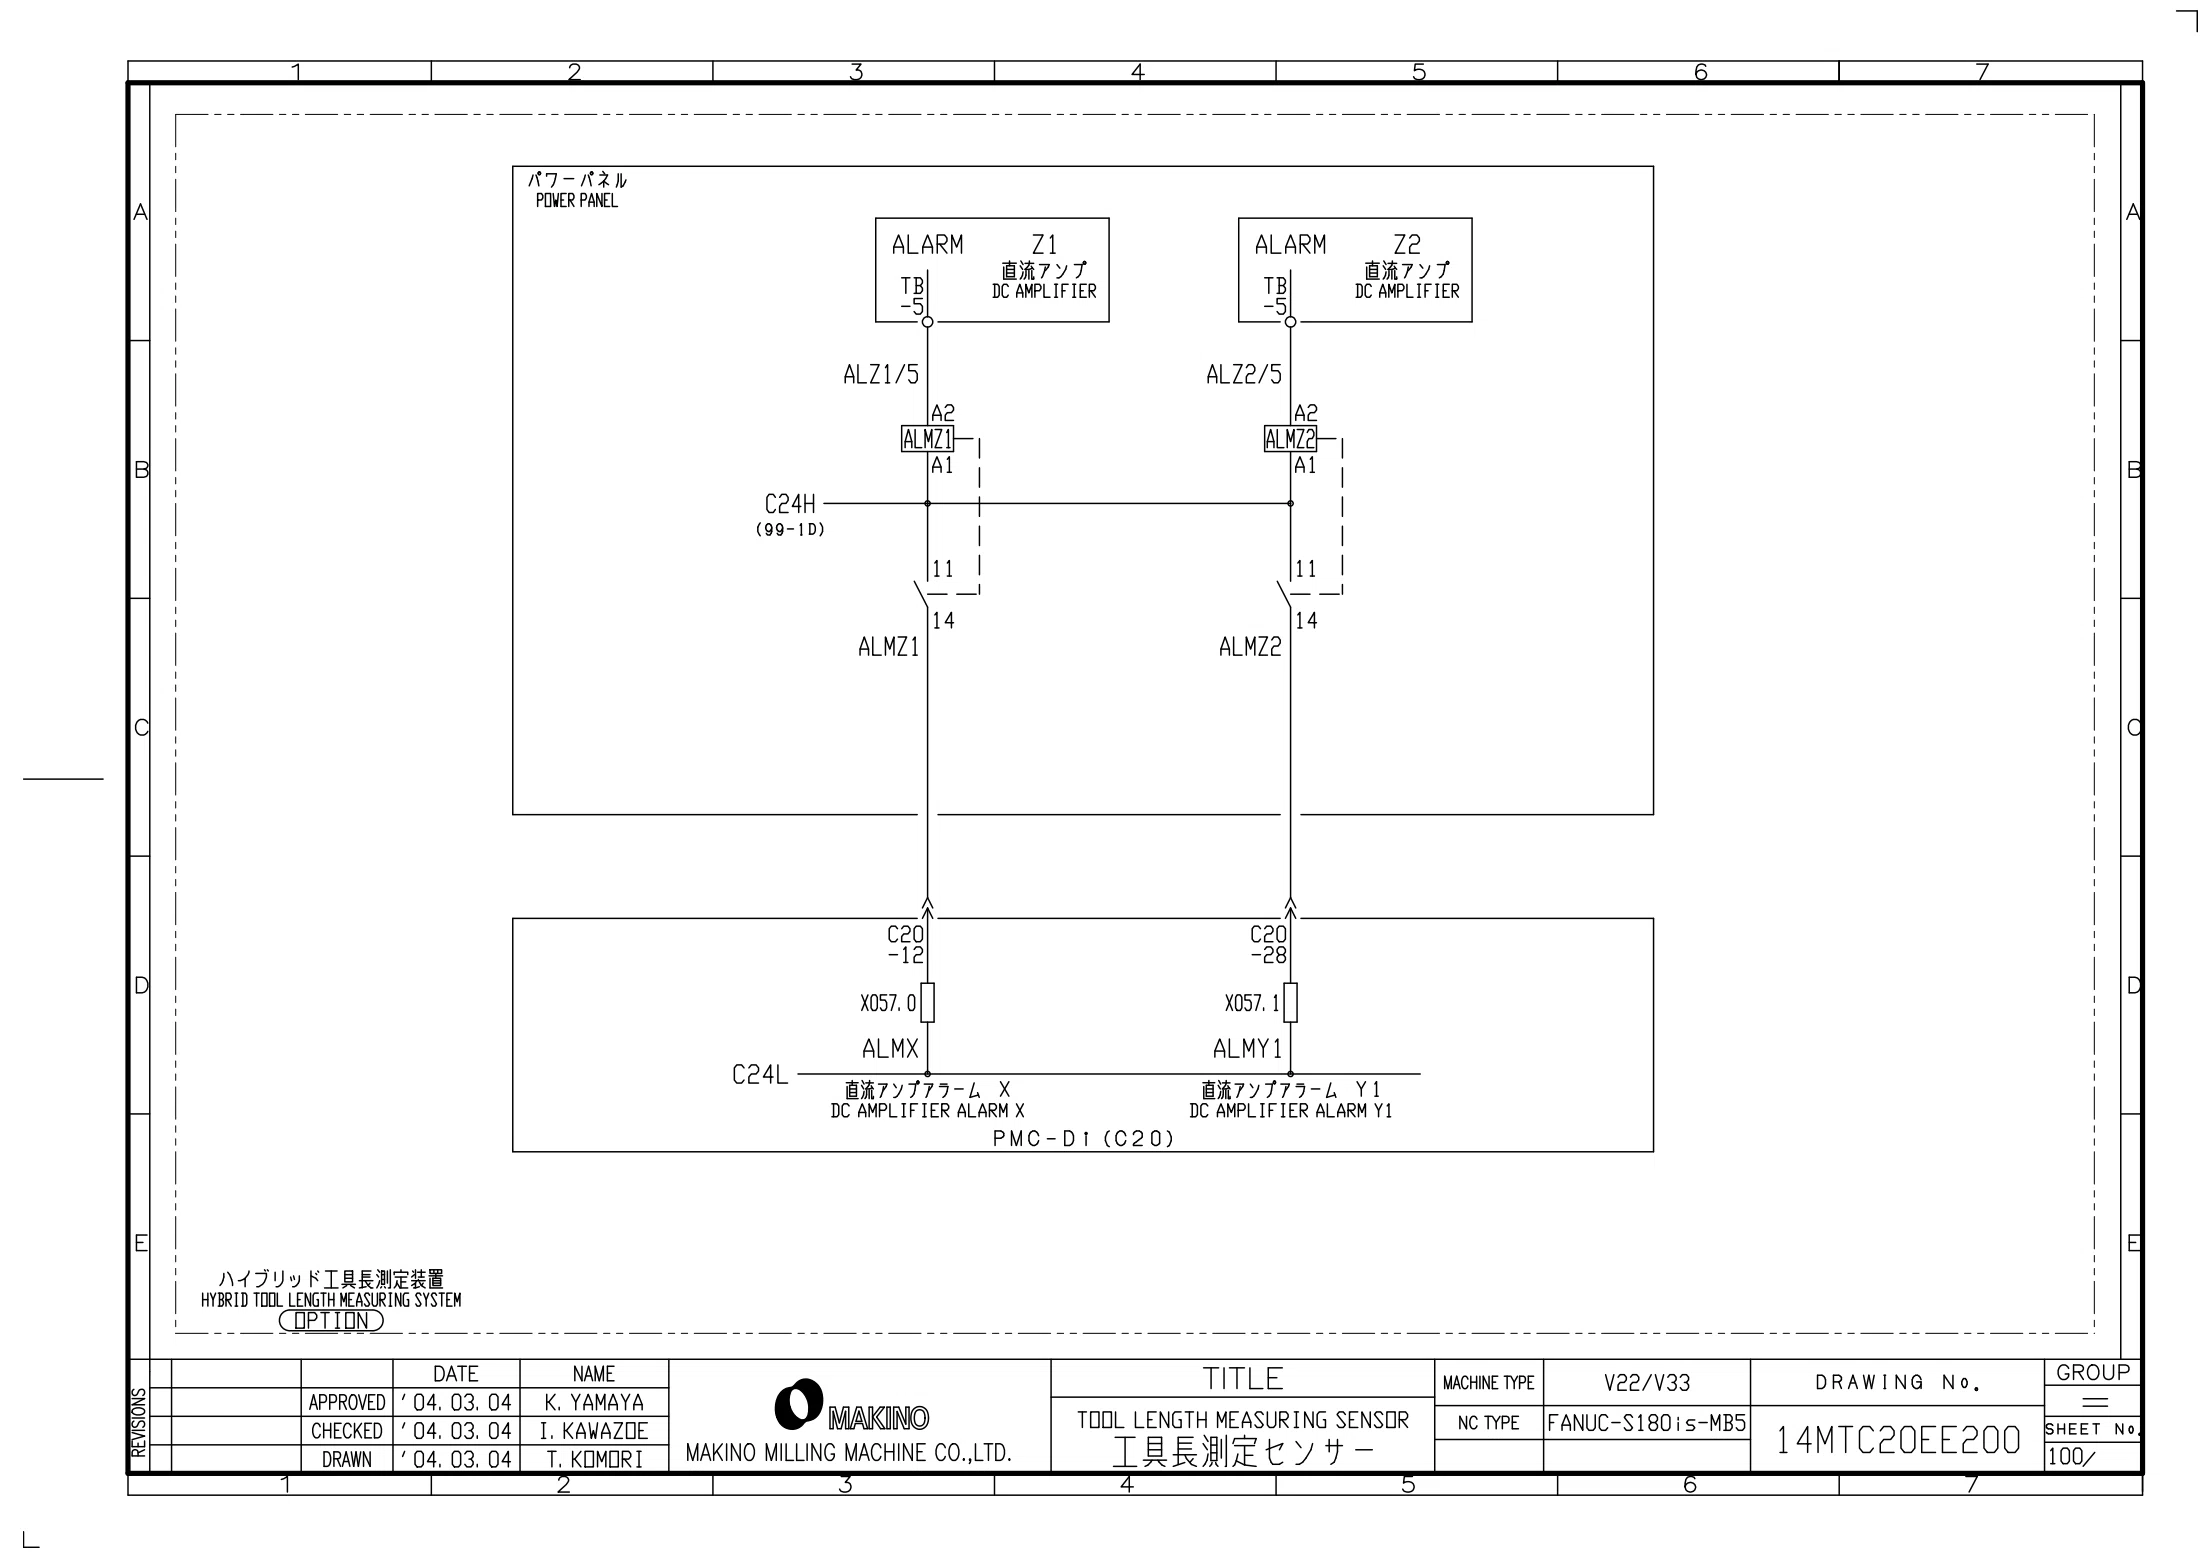 1 2 3 4 5 6 7
A A
B B
C C
D D
E E
パワーパネル
POWER PANEL
ALARM Z1
直流アンプ
DC AMPLIFIER
TB
-5
ALARM Z2
直流アンプ
DC AMPLIFIER
TB
-5
ALZ1/5
ALZ2/5
A2
ALMZ1
A1
A2
ALMZ2
A1
C24H
(99-1D)
11
14
ALMZ1
11
14
ALMZ2
C20
-12
C20
-28
X057.0
X057.1
ALMX
ALMY1
C24L
直流アンプアラーム X
DC AMPLIFIER ALARM X
直流アンプアラーム Y1
DC AMPLIFIER ALARM Y1
PMC-Di(C20)
ハイブリッド工具長測定装置
HYBRID TOOL LENGTH MEASURING SYSTEM
OPTION
REVISIONS
DATE NAME
APPROVED '04.03.04 K.YAMAYA
CHECKED '04.03.04 I.KAWAZOE
DRAWN '04.03.04 T.KOMORI
MAKINO
MAKINO MILLING MACHINE CO.,LTD.
TITLE
TOOL LENGTH MEASURING SENSOR
工具長測定センサー
MACHINE TYPE V22/V33
NC TYPE FANUC-S180is-MB5
DRAWING No.
14MTC20EE200
GROUP
=
SHEET No.
100/
1 2 3 4 5 6 7